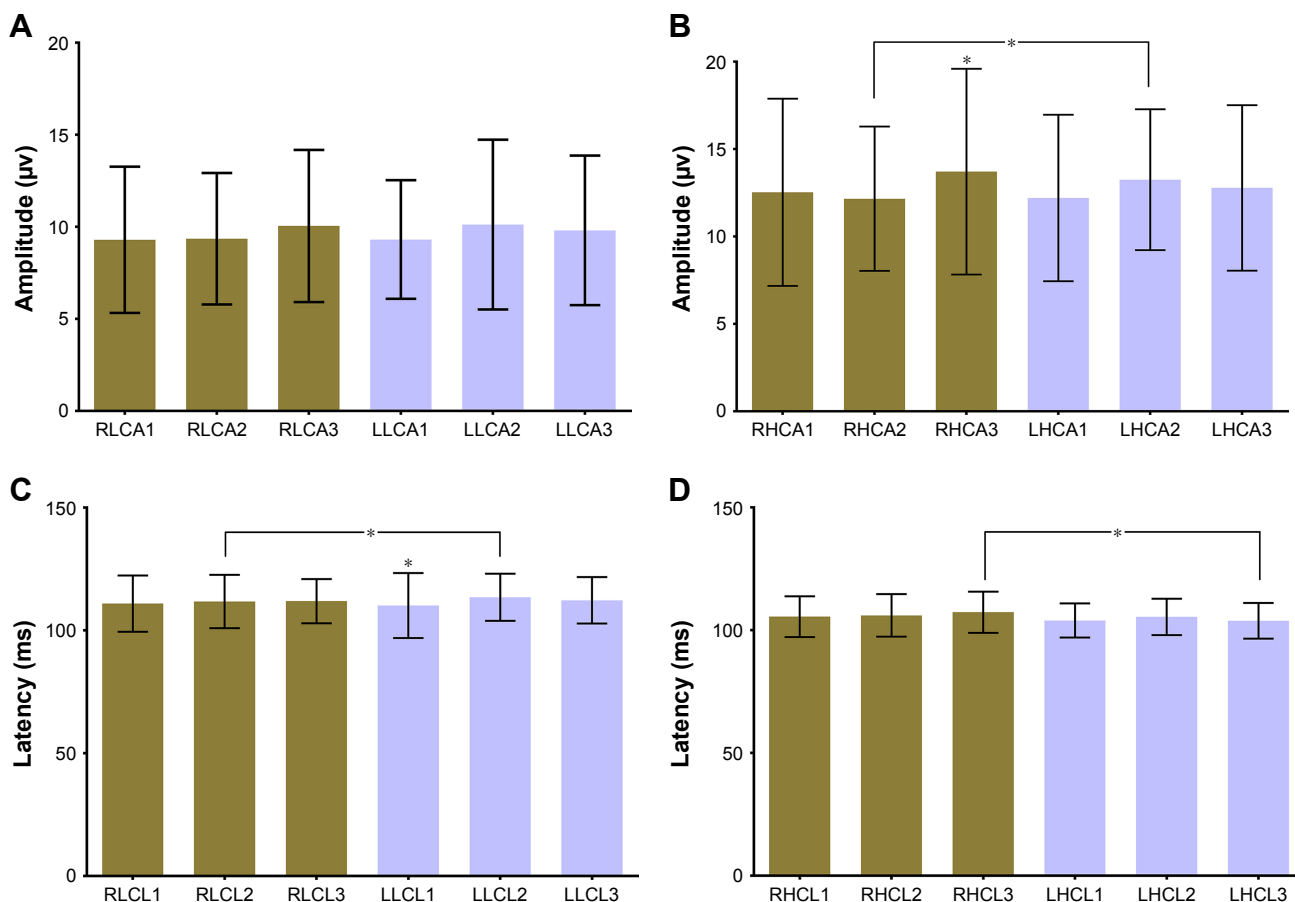 A
Amplitude (µv)
20
15
10
5
0
RLCA1 RLCA2 RLCA3 LLCA1 LLCA2 LLCA3
B
Amplitude (µv)
20
15
10
5
0
*
*
RHCA1 RHCA2 RHCA3 LHCA1 LHCA2 LHCA3
C
Latency (ms)
150
100
50
0
*
*
RLCL1 RLCL2 RLCL3 LLCL1 LLCL2 LLCL3
D
Latency (ms)
150
100
50
0
*
RHCL1 RHCL2 RHCL3 LHCL1 LHCL2 LHCL3